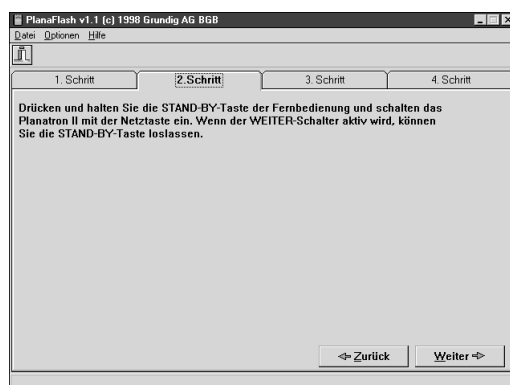 PlanaFlash v1.1 (c) 1998 Grundig AG BGB
Datei Optionen Hilfe
1. Schritt 2.Schritt 3. Schritt 4. Schritt
Drücken und halten Sie die STAND-BY-Taste der Fernbedienung und schalten das
Planatron II mit der Netztaste ein. Wenn der WEITER-Schalter aktiv wird, können
Sie die STAND-BY-Taste loslassen.
Zurück Weiter